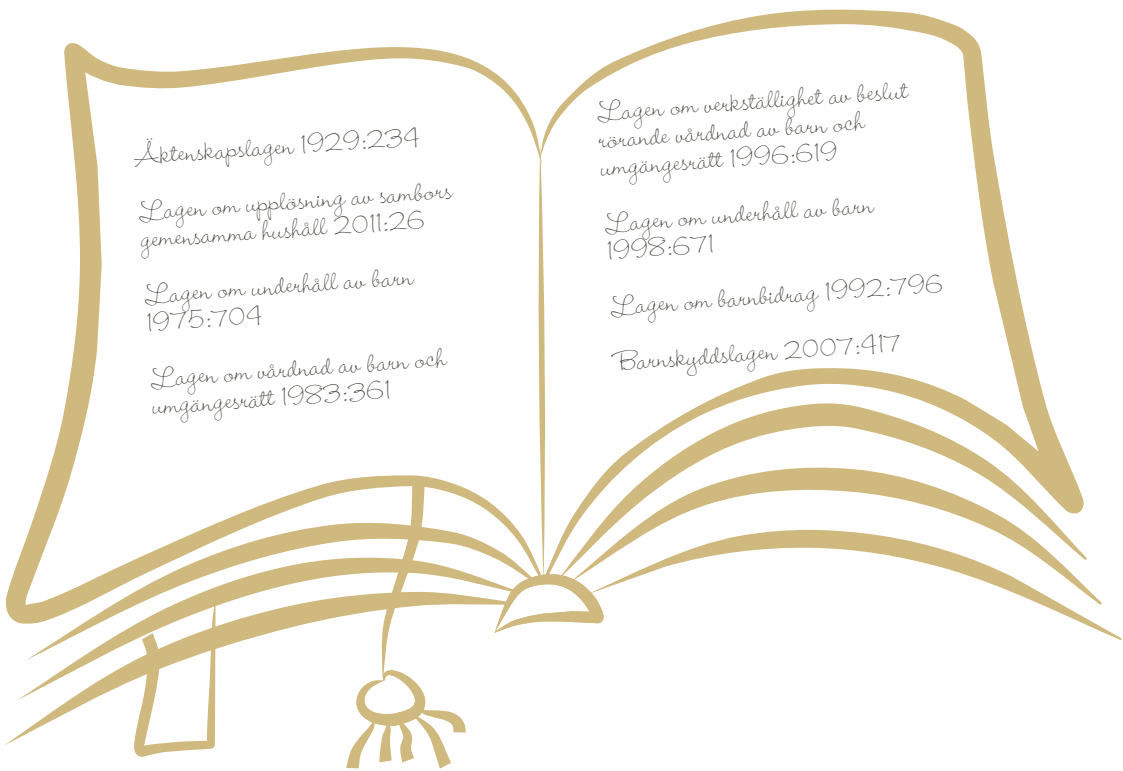 Äktenskapslagen 1929:234
Lagen om upplösning av sambors
gemensamma hushåll 2011:26
Lagen om underhåll av barn
1975:704
Lagen om vårdnad av barn och
umgängesrätt 1983:361
Lagen om verkställighet av beslut
rörande vårdnad av barn och
umgängesrätt 1996:619
Lagen om underhåll av barn
1998:671
Lagen om barnbidrag 1992:796
Barnskyddslagen 2007:417